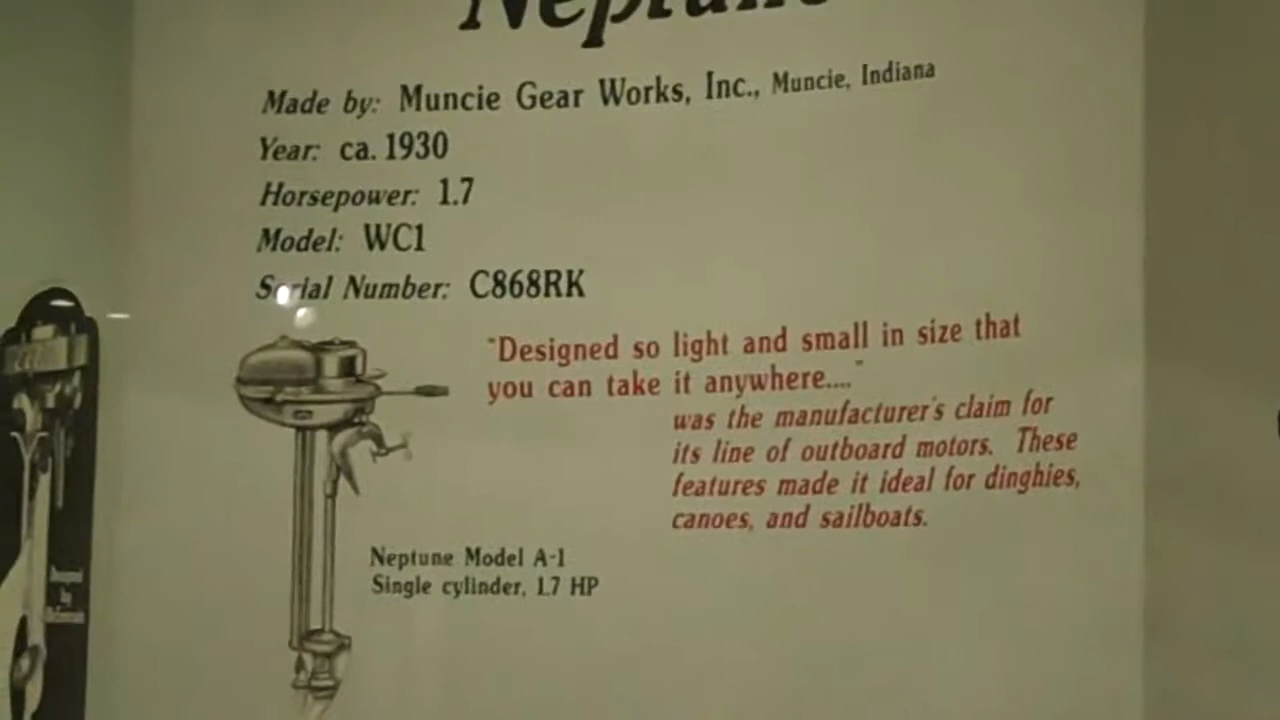 Neptune
Made by: Muncie Gear Works, Inc., Muncie, Indiana
Year: ca. 1930
Horsepower: 1.7
Model: WC1
Serial Number: C868RK
"Designed so light and small in size that
you can take it anywhere...."
was the manufacturer's claim for
its line of outboard motors. These
features made it ideal for dinghies,
canoes, and sailboats.
Neptune Model A-1
Single cylinder, 1.7 HP